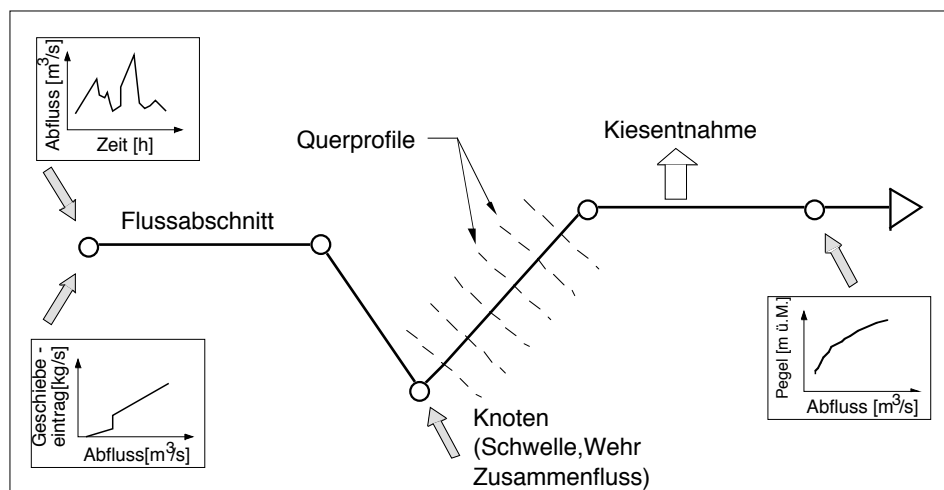 Abfluss [m³/s]
Zeit [h]
Querprofile
Kiesentnahme
Flussabschnitt
Geschiebe -
eintrag[kg/s]
Abfluss[m³/s]
Knoten
(Schwelle,Wehr
Zusammenfluss)
Pegel [m ü.M.]
Abfluss [m³/s]